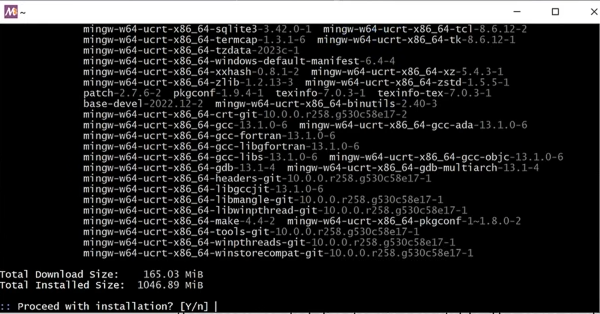 ~
mingw-w64-ucrt-x86_64-sqlite3-3.42.0-1 mingw-w64-ucrt-x86_64-tcl-8.6.12-2
mingw-w64-ucrt-x86_64-termcap-1.3.1-6 mingw-w64-ucrt-x86_64-tk-8.6.12-1
mingw-w64-ucrt-x86_64-tzdata-2023c-1
mingw-w64-ucrt-x86_64-windows-default-manifest-6.4-4
mingw-w64-ucrt-x86_64-xxhash-0.8.1-2 mingw-w64-ucrt-x86_64-xz-5.4.3-1
mingw-w64-ucrt-x86_64-zlib-1.2.13-3 mingw-w64-ucrt-x86_64-zstd-1.5.5-1
patch-2.7.6-2 pkgconf-1.9.4-1 texinfo-7.0.3-1 texinfo-tex-7.0.3-1
base-devel-2022.12-2 mingw-w64-ucrt-x86_64-binutils-2.40-3
mingw-w64-ucrt-x86_64-crt-git-10.0.0.r258.g530c58e17-2
mingw-w64-ucrt-x86_64-gcc-13.1.0-6 mingw-w64-ucrt-x86_64-gcc-ada-13.1.0-6
mingw-w64-ucrt-x86_64-gcc-fortran-13.1.0-6
mingw-w64-ucrt-x86_64-gcc-libgfortran-13.1.0-6
mingw-w64-ucrt-x86_64-gcc-libs-13.1.0-6 mingw-w64-ucrt-x86_64-gcc-objc-13.1.0-6
mingw-w64-ucrt-x86_64-gdb-13.1-4 mingw-w64-ucrt-x86_64-gdb-multiarch-13.1-4
mingw-w64-ucrt-x86_64-headers-git-10.0.0.r258.g530c58e17-1
mingw-w64-ucrt-x86_64-libgccjit-13.1.0-6
mingw-w64-ucrt-x86_64-libmangle-git-10.0.0.r258.g530c58e17-1
mingw-w64-ucrt-x86_64-libwinpthread-git-10.0.0.r258.g530c58e17-1
mingw-w64-ucrt-x86_64-make-4.4-2 mingw-w64-ucrt-x86_64-pkgconf-1~1.8.0-2
mingw-w64-ucrt-x86_64-tools-git-10.0.0.r258.g530c58e17-1
mingw-w64-ucrt-x86_64-winpthreads-git-10.0.0.r258.g530c58e17-1
mingw-w64-ucrt-x86_64-winstorecompat-git-10.0.0.r258.g530c58e17-1
Total Download Size: 165.03 MiB
Total Installed Size: 1046.89 MiB
:: Proceed with installation? [Y/n]